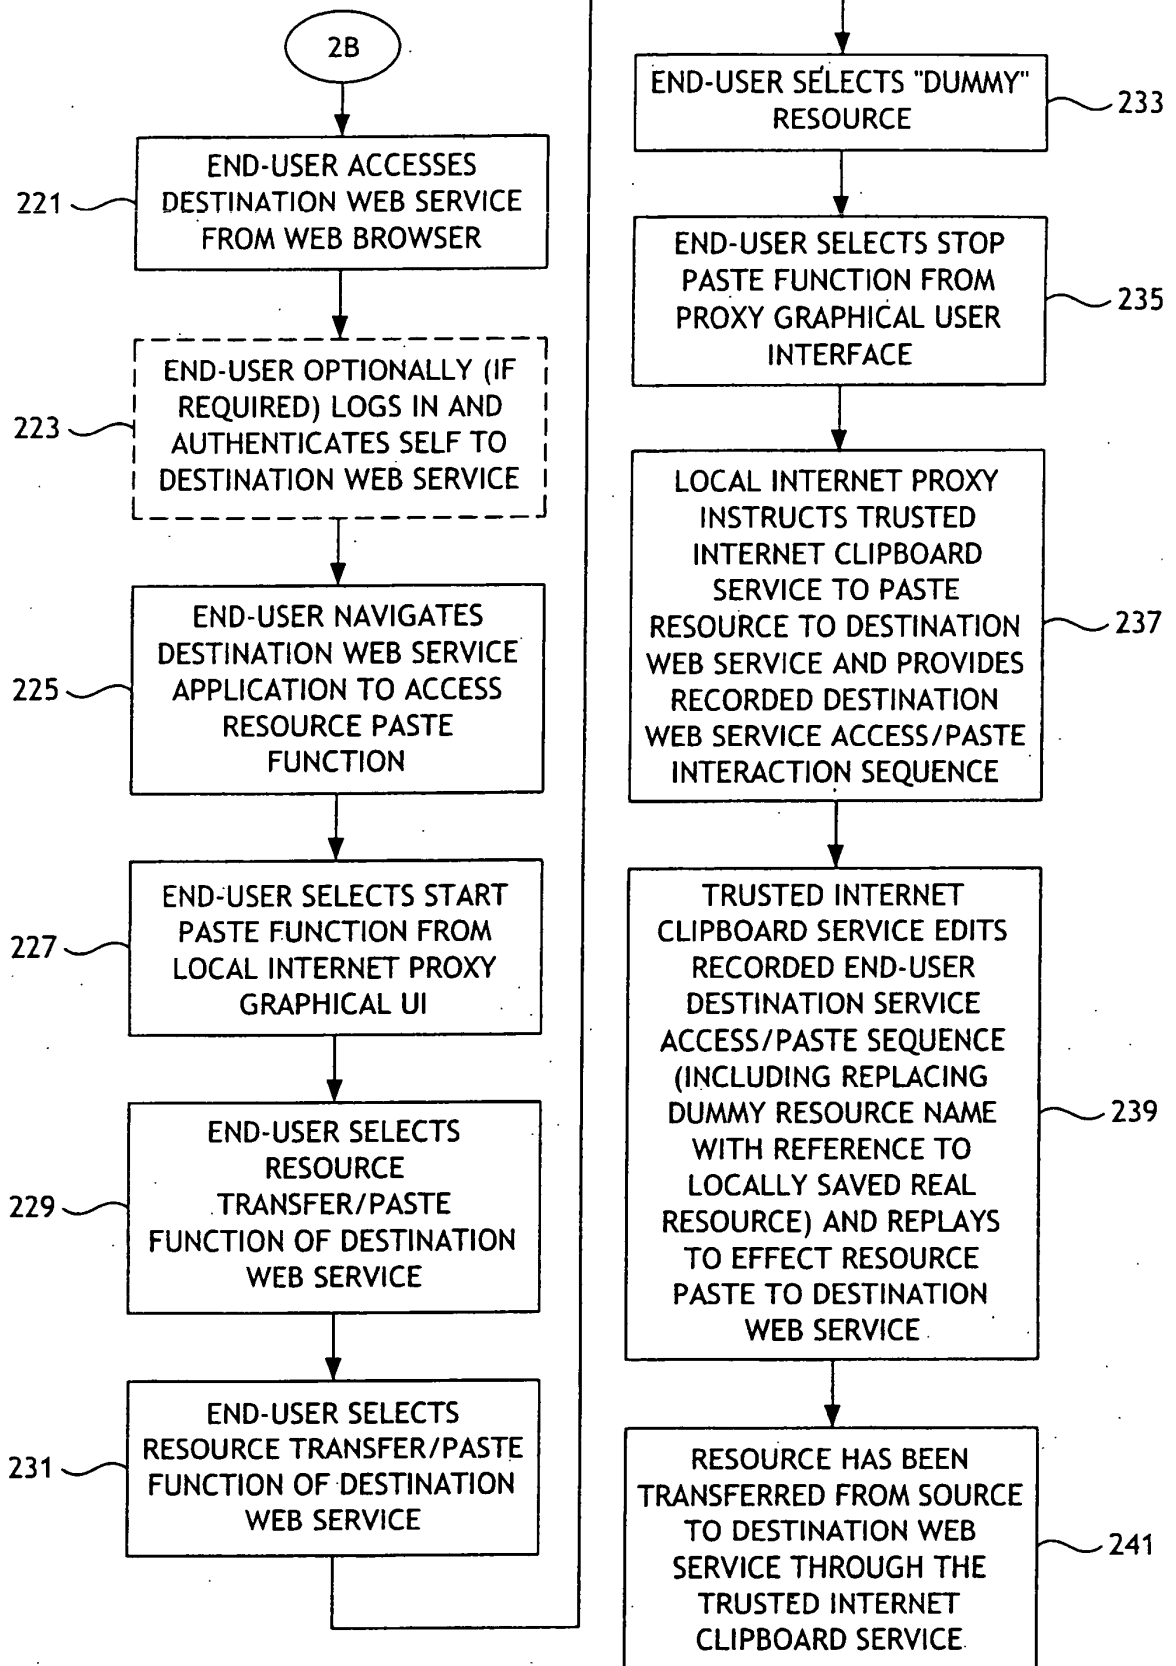 2B
221
END-USER ACCESSES
DESTINATION WEB SERVICE
FROM WEB BROWSER
223
END-USER OPTIONALLY (IF
REQUIRED) LOGS IN AND
AUTHENTICATES SELF TO
DESTINATION WEB SERVICE
225
END-USER NAVIGATES
DESTINATION WEB SERVICE
APPLICATION TO ACCESS
RESOURCE PASTE
FUNCTION
227
END-USER SELECTS START
PASTE FUNCTION FROM
LOCAL INTERNET PROXY
GRAPHICAL UI
229
END-USER SELECTS
RESOURCE
TRANSFER/PASTE
FUNCTION OF DESTINATION
WEB SERVICE
231
END-USER SELECTS
RESOURCE TRANSFER/PASTE
FUNCTION OF DESTINATION
WEB SERVICE
END-USER SELECTS "DUMMY"
RESOURCE
233
END-USER SELECTS STOP
PASTE FUNCTION FROM
PROXY GRAPHICAL USER
INTERFACE
235
LOCAL INTERNET PROXY
INSTRUCTS TRUSTED
INTERNET CLIPBOARD
SERVICE TO PASTE
RESOURCE TO DESTINATION
WEB SERVICE AND PROVIDES
RECORDED DESTINATION
WEB SERVICE ACCESS/PASTE
INTERACTION SEQUENCE
237
TRUSTED INTERNET
CLIPBOARD SERVICE EDITS
RECORDED END-USER
DESTINATION SERVICE
ACCESS/PASTE SEQUENCE
(INCLUDING REPLACING
DUMMY RESOURCE NAME
WITH REFERENCE TO
LOCALLY SAVED REAL
RESOURCE) AND REPLAYS
TO EFFECT RESOURCE
PASTE TO DESTINATION
WEB SERVICE
239
RESOURCE HAS BEEN
TRANSFERRED FROM SOURCE
TO DESTINATION WEB
SERVICE THROUGH THE
TRUSTED INTERNET
CLIPBOARD SERVICE
241